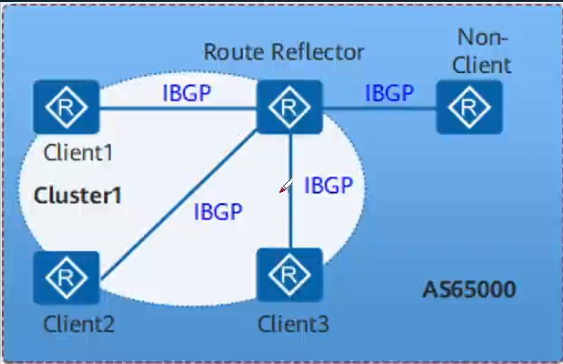 Non-
Client
Route Reflector
R
IBGP
R
IBGP
R
Client1
Cluster1
IBGP
IBGP
R
R
AS65000
Client2
Client3